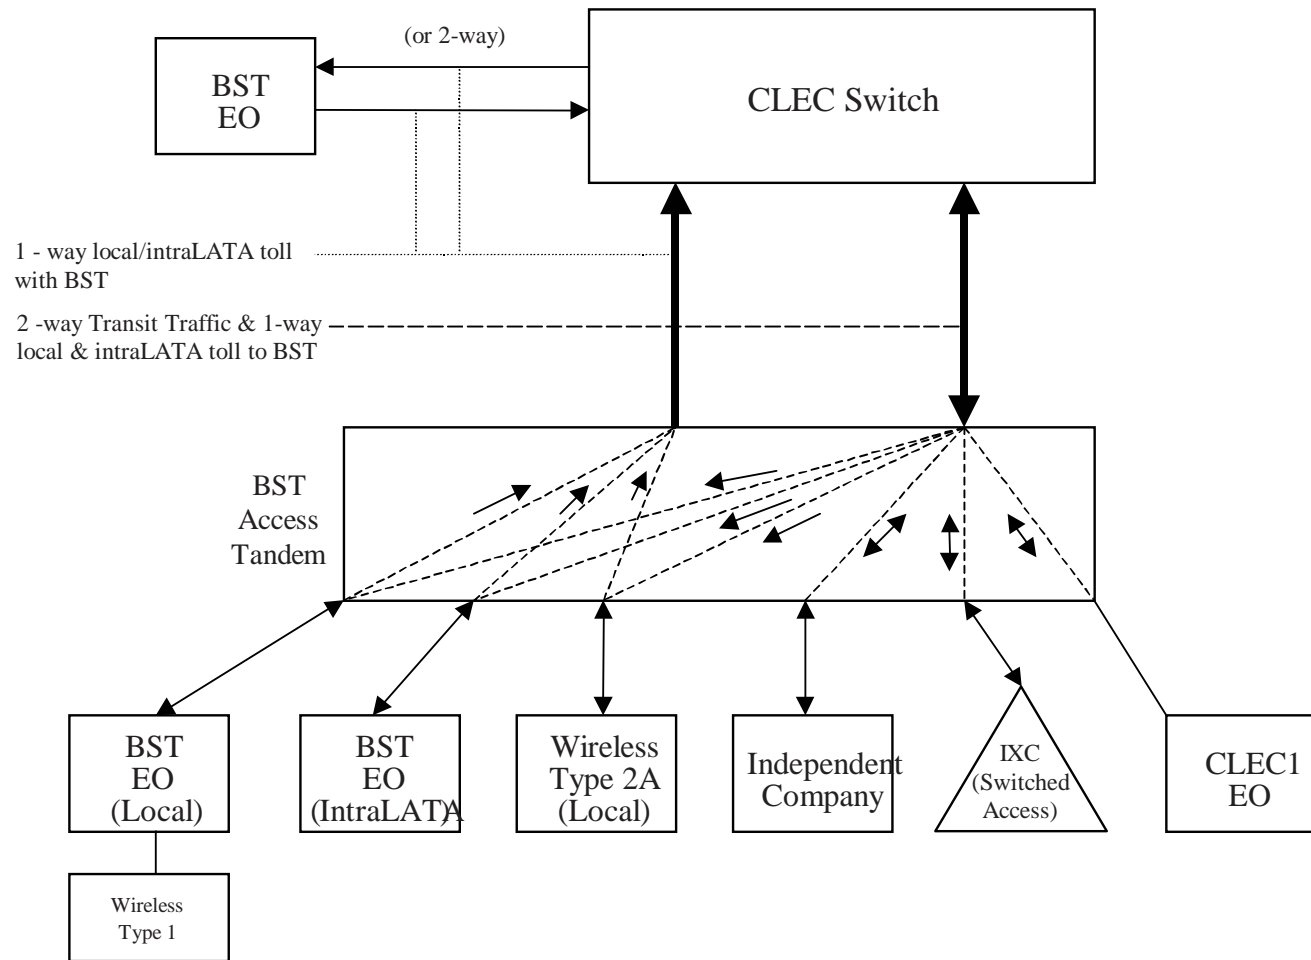 (or 2-way)
BST
EO
CLEC Switch
1 - way local/intraLATA toll
with BST
2 -way Transit Traffic & 1-way
local & intraLATA toll to BST
BST
Access
Tandem
BST
EO
(Local)
BST
EO
(IntraLATA)
Wireless
Type 2A
(Local)
Independent
Company
IXC
(Switched
Access)
CLEC1
EO
Wireless
Type 1